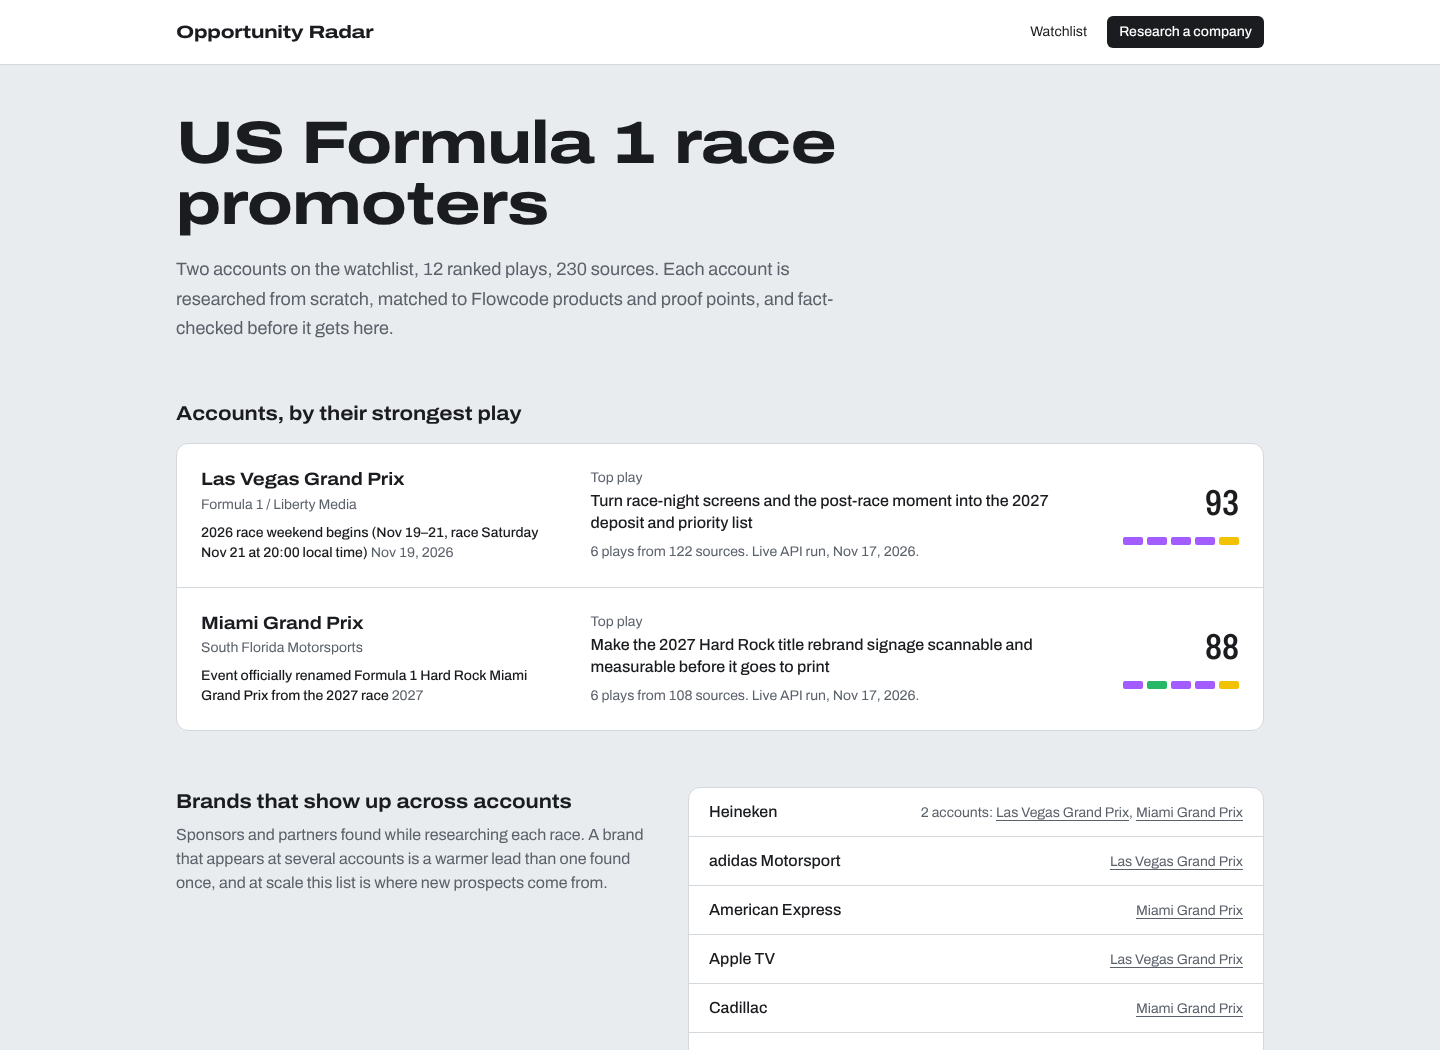 Opportunity Radar
Watchlist
Research a company
US Formula 1 race
promoters
Two accounts on the watchlist, 12 ranked plays, 230 sources. Each account is
researched from scratch, matched to Flowcode products and proof points, and fact-
checked before it gets here.
Accounts, by their strongest play
Las Vegas Grand Prix
Formula 1 / Liberty Media
2026 race weekend begins (Nov 19–21, race Saturday
Nov 21 at 20:00 local time) Nov 19, 2026
Top play
Turn race-night screens and the post-race moment into the 2027
deposit and priority list
6 plays from 122 sources. Live API run, Nov 17, 2026.
93
Miami Grand Prix
South Florida Motorsports
Event officially renamed Formula 1 Hard Rock Miami
Grand Prix from the 2027 race 2027
Top play
Make the 2027 Hard Rock title rebrand signage scannable and
measurable before it goes to print
6 plays from 108 sources. Live API run, Nov 17, 2026.
88
Brands that show up across accounts
Sponsors and partners found while researching each race. A brand
that appears at several accounts is a warmer lead than one found
once, and at scale this list is where new prospects come from.
Heineken
2 accounts: Las Vegas Grand Prix, Miami Grand Prix
adidas Motorsport
Las Vegas Grand Prix
American Express
Miami Grand Prix
Apple TV
Las Vegas Grand Prix
Cadillac
Miami Grand Prix